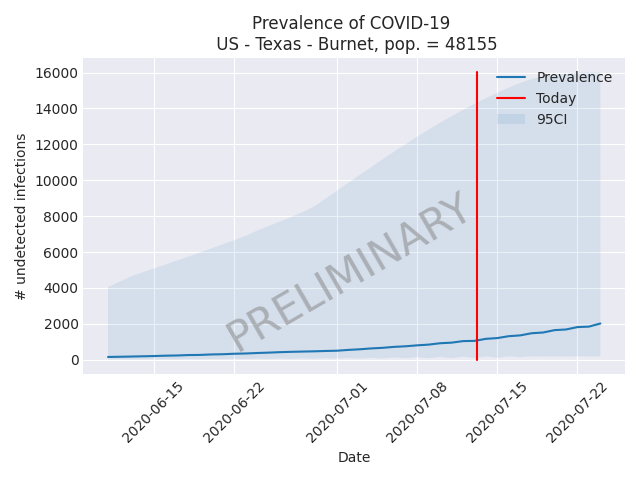 Prevalence of COVID-19
US - Texas - Burnet, pop. = 48155
16000
14000
12000
10000
8000
6000
4000
2000
0
# undetected infections
Prevalence
Today
95CI
PRELIMINARY
2020-06-15
2020-06-22
2020-07-01
2020-07-08
2020-07-15
2020-07-22
Date